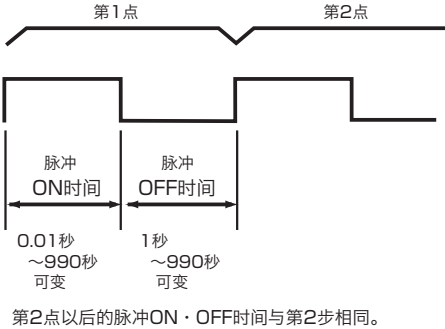 第1点
第2点
脉冲
ON时间
脉冲
OFF时间
0.01秒
～990秒
可变
1秒
～990秒
可变
第2点以后的脉冲ON・OFF时间与第2步相同。